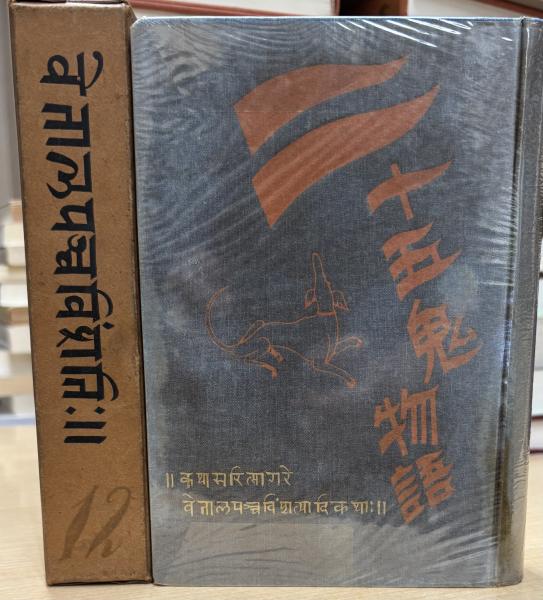 वेतालपञ्चविंशतिः॥
12
二十五鬼物語
॥ कथासरित्सागरे
वेतालपञ्चविंशत्यादिकथाः॥